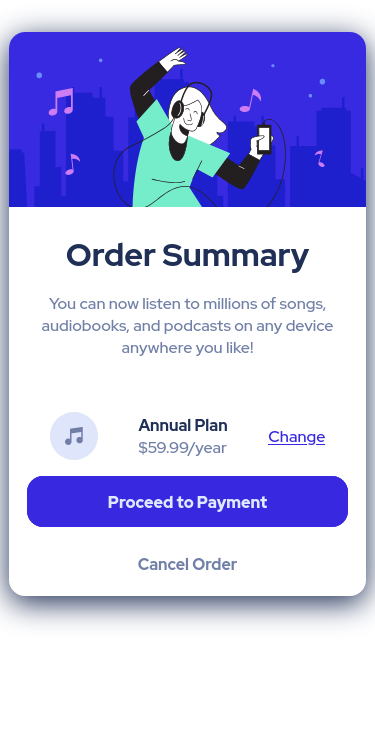 Order Summary
You can now listen to millions of songs,
audiobooks, and podcasts on any device
anywhere you like!
Annual Plan
$59.99/year
Change
Proceed to Payment
Cancel Order